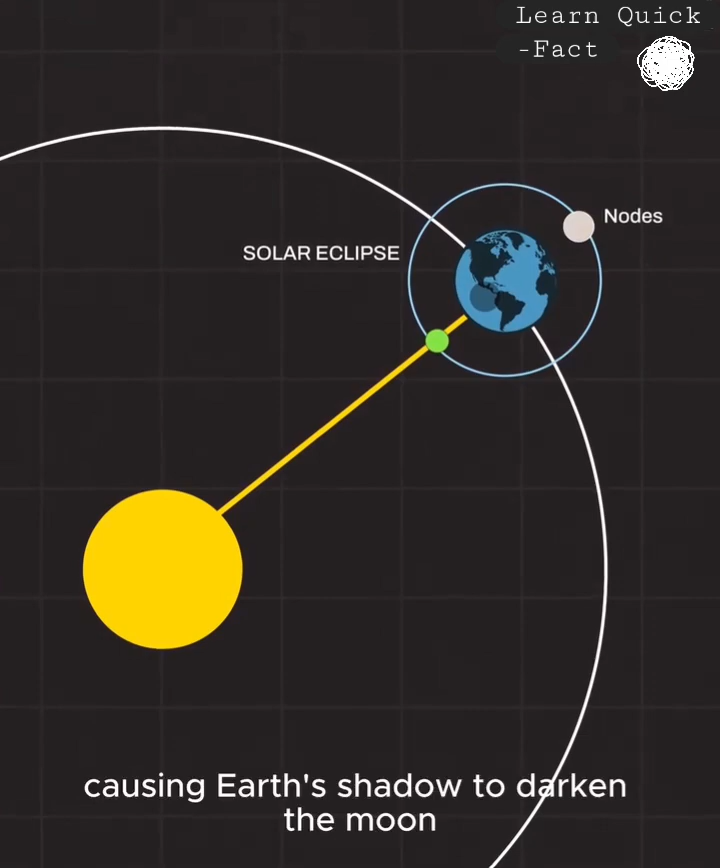 Learn Quick
-Fact
Nodes
SOLAR ECLIPSE
causing Earth's shadow to darken
the moon